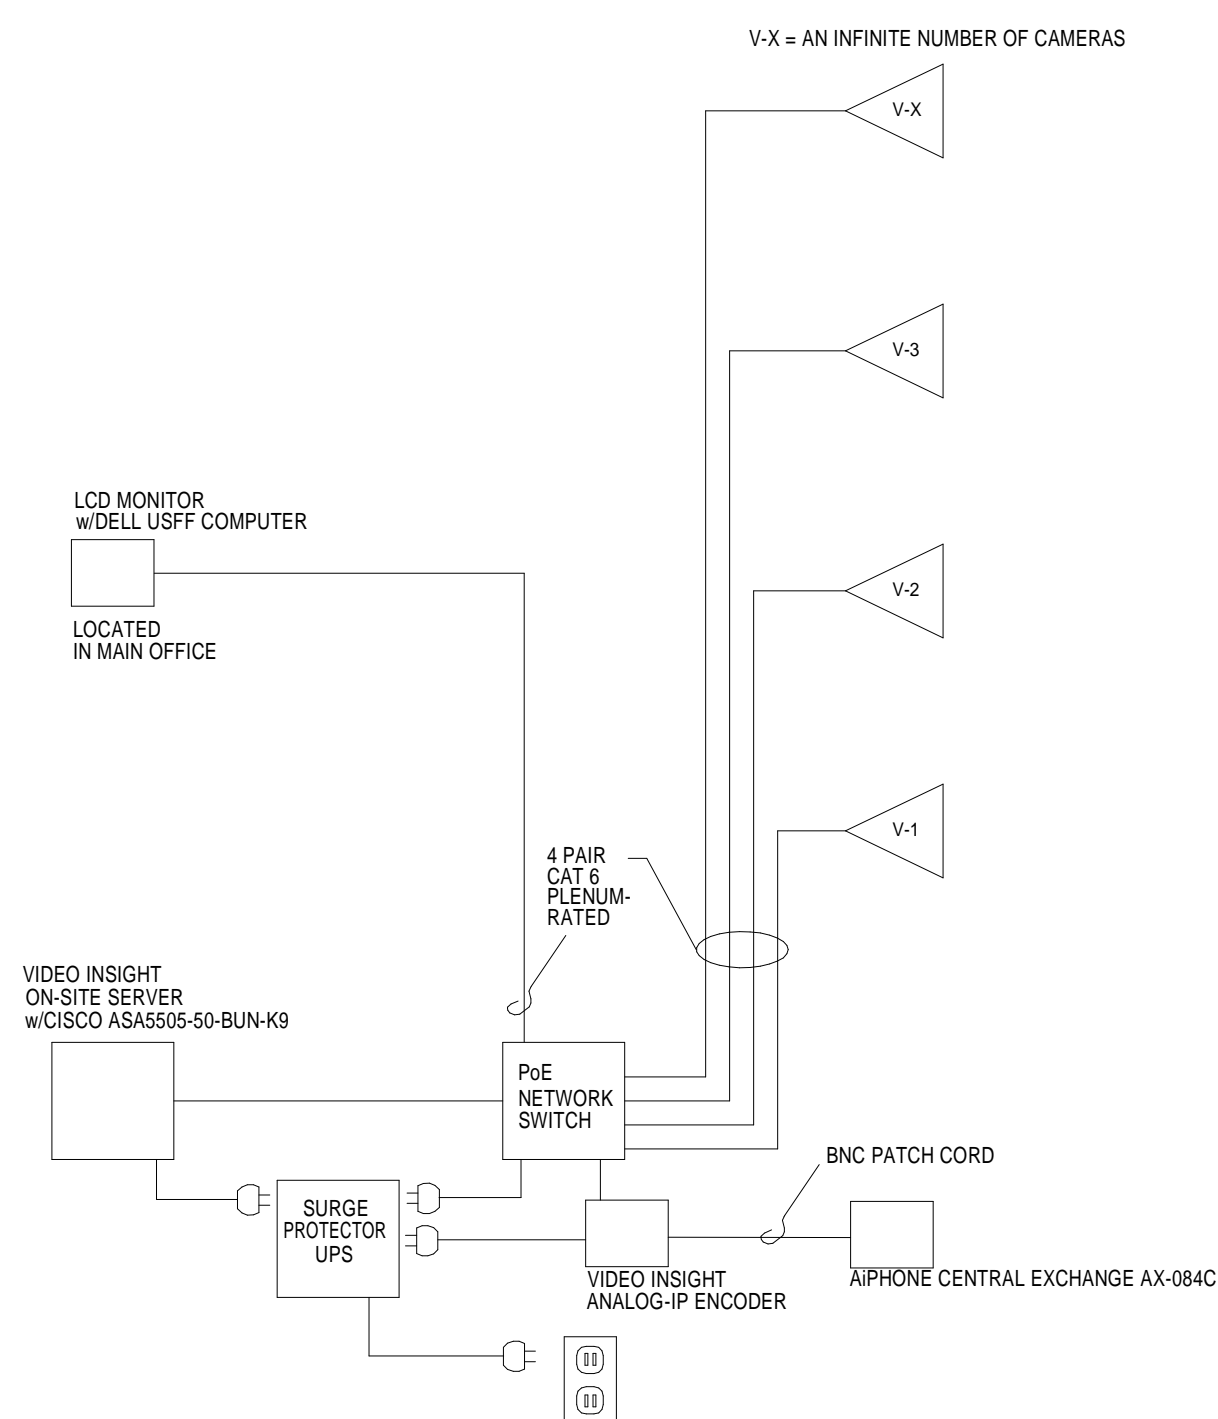 V-X = AN INFINITE NUMBER OF CAMERAS
V-X
V-3
LCD MONITOR
w/DELL USFF COMPUTER
V-2
LOCATED
IN MAIN OFFICE
V-1
4 PAIR
CAT 6
PLENUM-
RATED
VIDEO INSIGHT
ON-SITE SERVER
w/CISCO ASA5505-50-BUN-K9
PoE
NETWORK
SWITCH
BNC PATCH CORD
SURGE
PROTECTOR
UPS
VIDEO INSIGHT
ANALOG-IP ENCODER
AiPHONE CENTRAL EXCHANGE AX-084C